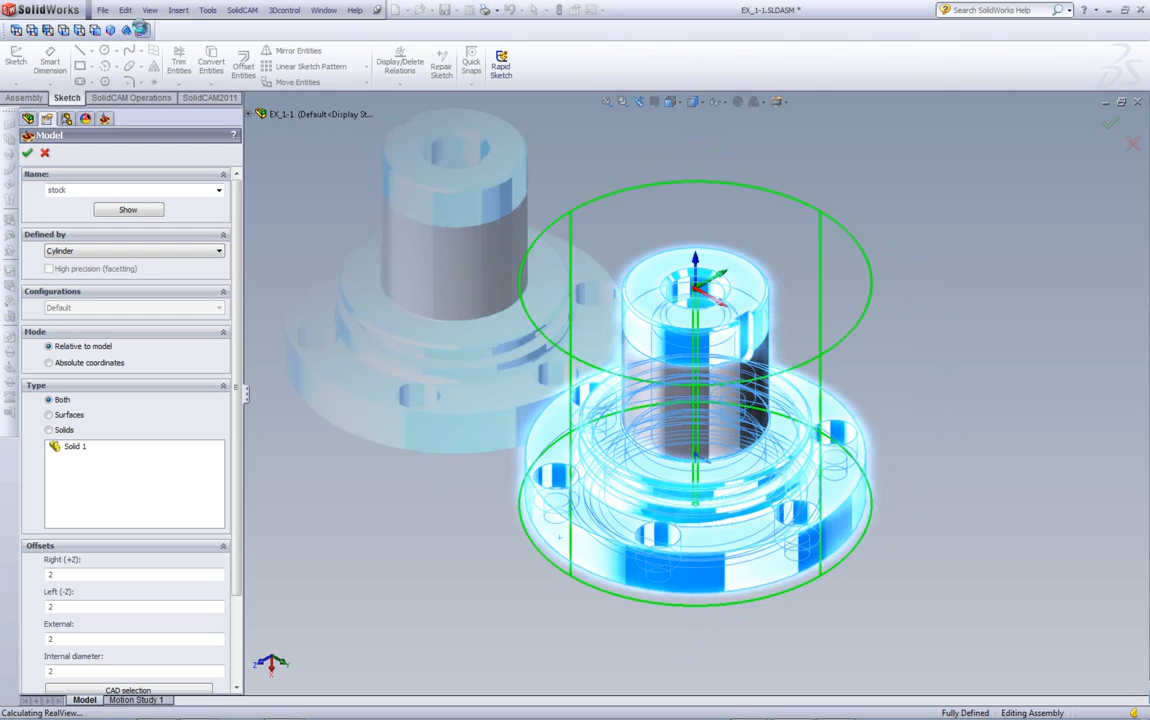 SolidWorks File Edit View Insert Tools SolidCAM 3Dcontrol Window Help EX_1-1.SLDASM * Search SolidWorks Help
Sketch Smart Dimension Trim Entities Convert Entities Offset Entities Mirror Entities Linear Sketch Pattern Move Entities Display/Delete Relations Repair Sketch Quick Snaps Rapid Sketch
Assembly Sketch SolidCAM Operations SolidCAM2011
EX_1-1 (Default<Display St...
Model ?
Name:
stock
Show
Defined by
Cylinder
High precision (facetting)
Configurations
Default
Mode
Relative to model
Absolute coordinates
Type
Both
Surfaces
Solids
Solid 1
Offsets
Right (+Z):
2
Left (-Z):
2
External:
2
Internal diameter:
2
CAD selection
Z Y
X
Model Motion Study 1
Calculating RealView... Fully Defined Editing Assembly